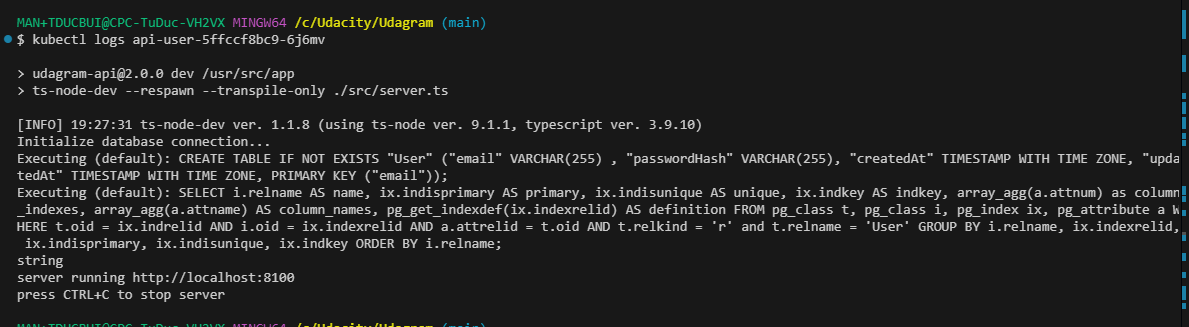 MAN+TDUCBUI@CPC-TuDuc-VH2VX MINGW64 /c/Udacity/Udagram (main)
$ kubectl logs api-user-5ffccf8bc9-6j6mv
> udagram-api@2.0.0 dev /usr/src/app
> ts-node-dev --respawn --transpile-only ./src/server.ts
[INFO] 19:27:31 ts-node-dev ver. 1.1.8 (using ts-node ver. 9.1.1, typescript ver. 3.9.10)
Initialize database connection...
Executing (default): CREATE TABLE IF NOT EXISTS "User" ("email" VARCHAR(255) , "passwordHash" VARCHAR(255), "createdAt" TIMESTAMP WITH TIME ZONE, "upda
tedAt" TIMESTAMP WITH TIME ZONE, PRIMARY KEY ("email"));
Executing (default): SELECT i.relname AS name, ix.indisprimary AS primary, ix.indisunique AS unique, ix.indkey AS indkey, array_agg(a.attnum) as column
_indexes, array_agg(a.attname) AS column_names, pg_get_indexdef(ix.indexrelid) AS definition FROM pg_class t, pg_class i, pg_index ix, pg_attribute a W
HERE t.oid = ix.indrelid AND i.oid = ix.indexrelid AND a.attrelid = t.oid AND t.relkind = 'r' and t.relname = 'User' GROUP BY i.relname, ix.indexrelid,
ix.indisprimary, ix.indisunique, ix.indkey ORDER BY i.relname;
string
server running http://localhost:8100
press CTRL+C to stop server
MAN+TDUCBUI@CPC-TuDuc-VH2VX MINGW64 /c/Udacity/Udagram (main)